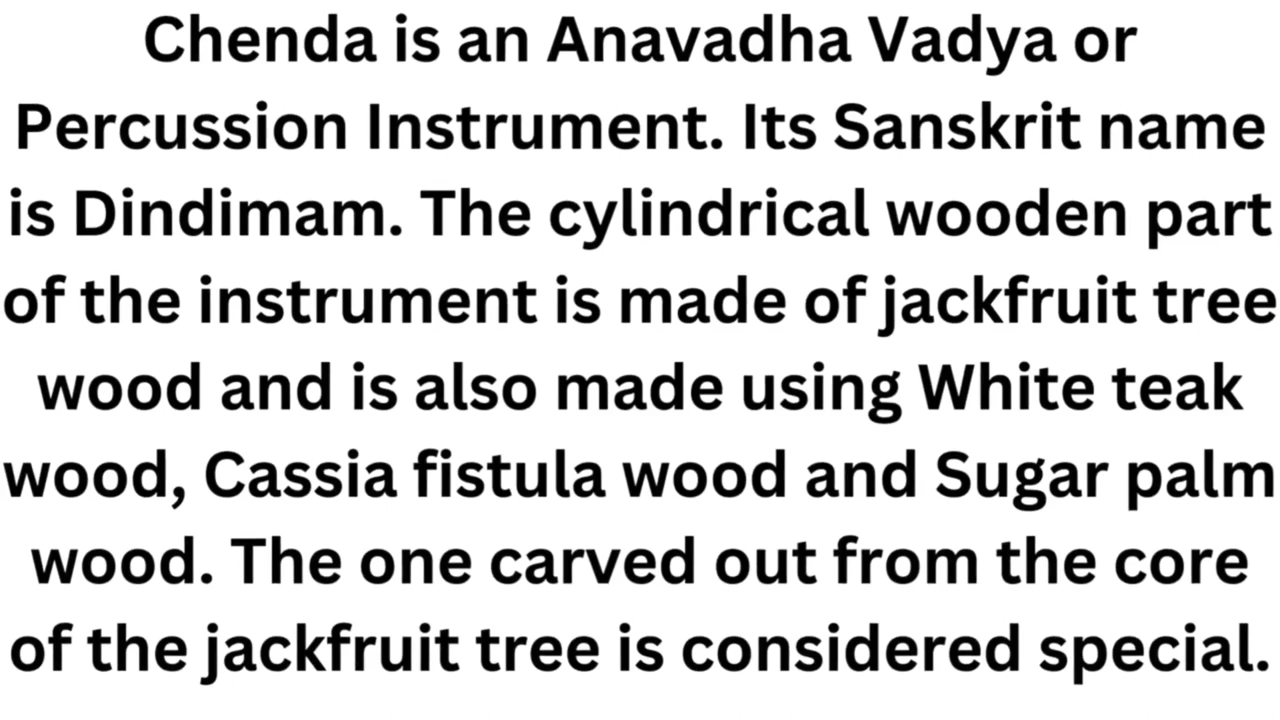 Chenda is an Anavadha Vadya or
Percussion Instrument. Its Sanskrit name
is Dindimam. The cylindrical wooden part
of the instrument is made of jackfruit tree
wood and is also made using White teak
wood, Cassia fistula wood and Sugar palm
wood. The one carved out from the core
of the jackfruit tree is considered special.